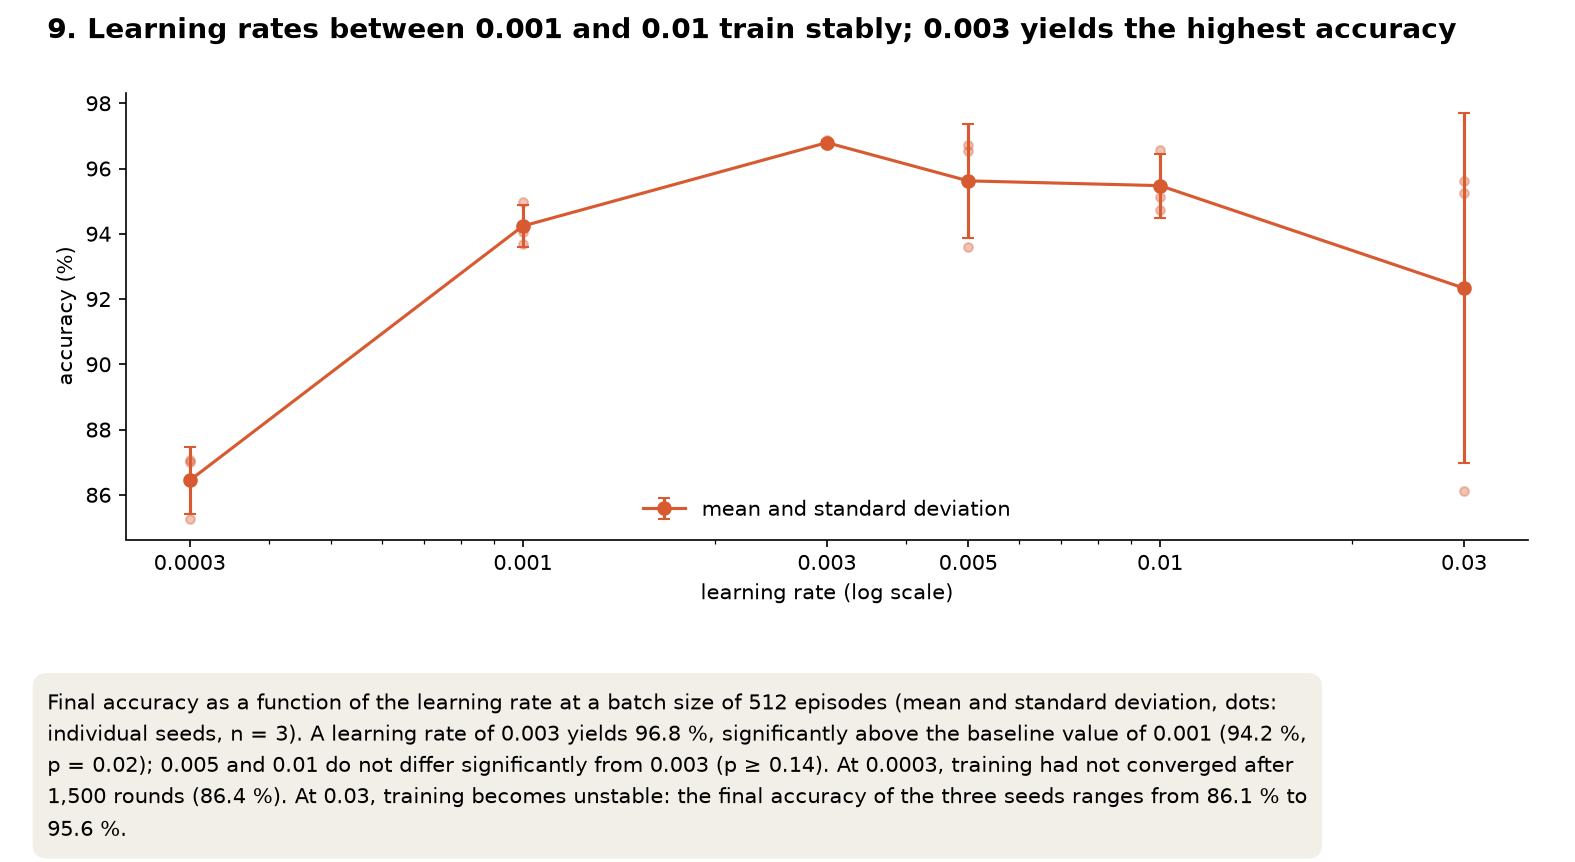 9. Learning rates between 0.001 and 0.01 train stably; 0.003 yields the highest accuracy
98
96
94
92
90
88
86
accuracy (%)
mean and standard deviation
0.0003 0.001 0.003 0.005 0.01 0.03
learning rate (log scale)
Final accuracy as a function of the learning rate at a batch size of 512 episodes (mean and standard deviation, dots:
individual seeds, n = 3). A learning rate of 0.003 yields 96.8 %, significantly above the baseline value of 0.001 (94.2 %,
p = 0.02); 0.005 and 0.01 do not differ significantly from 0.003 (p ≥ 0.14). At 0.0003, training had not converged after
1,500 rounds (86.4 %). At 0.03, training becomes unstable: the final accuracy of the three seeds ranges from 86.1 % to
95.6 %.